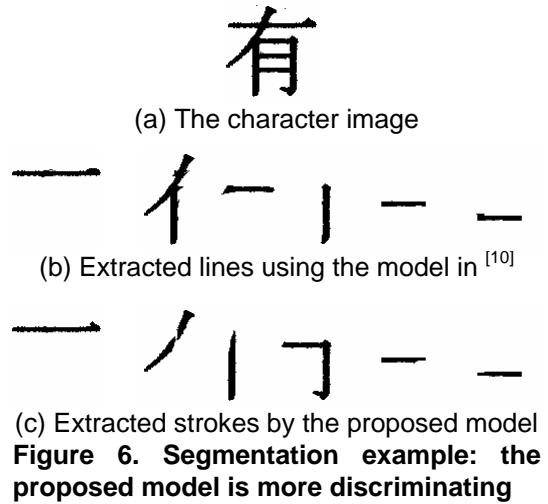 有
(a) The character image
(b) Extracted lines using the model in [10]
(c) Extracted strokes by the proposed model
Figure 6. Segmentation example: the
proposed model is more discriminating